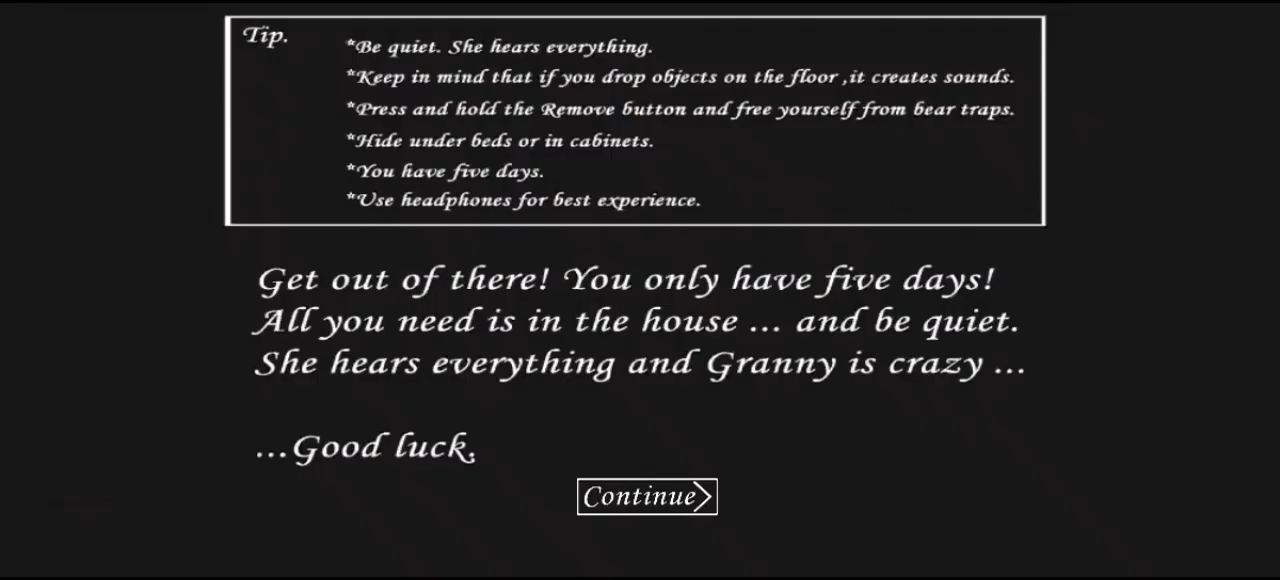 Tip.
*Be quiet. She hears everything.
*Keep in mind that if you drop objects on the floor ,it creates sounds.
*Press and hold the Remove button and free yourself from bear traps.
*Hide under beds or in cabinets.
*You have five days.
*Use headphones for best experience.
Get out of there! You only have five days!
All you need is in the house ... and be quiet.
She hears everything and Granny is crazy ...
...Good luck.
Continue>